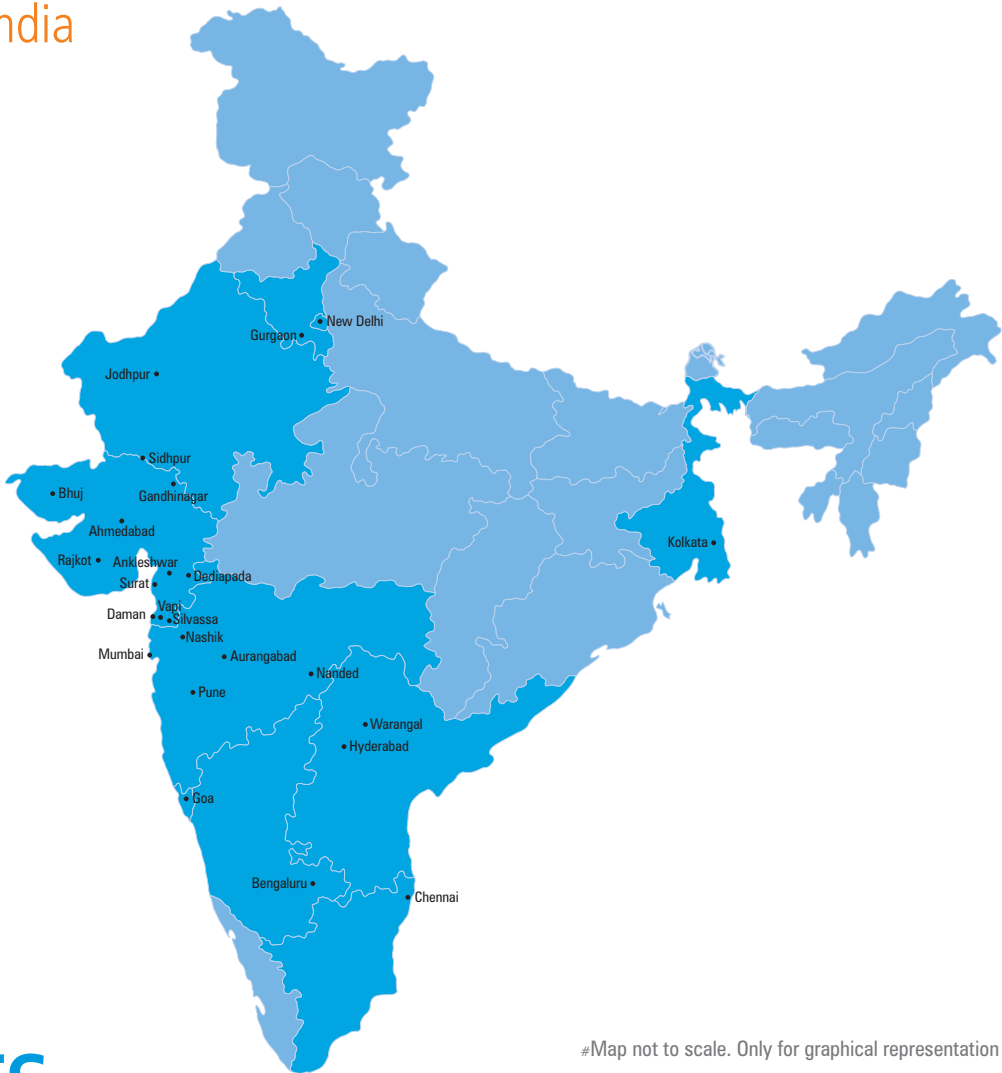 ndia
New Delhi
Gurgaon
Jodhpur
Sidhpur
Bhuj
Gandhinagar
Ahmedabad
Rajkot
Ankleshwar
Dediapada
Surat
Vapi
Daman
Silvassa
Nashik
Mumbai
Aurangabad
Nanded
Pune
Warangal
Hyderabad
Goa
Bengaluru
Chennai
Kolkata
#Map not to scale. Only for graphical representation